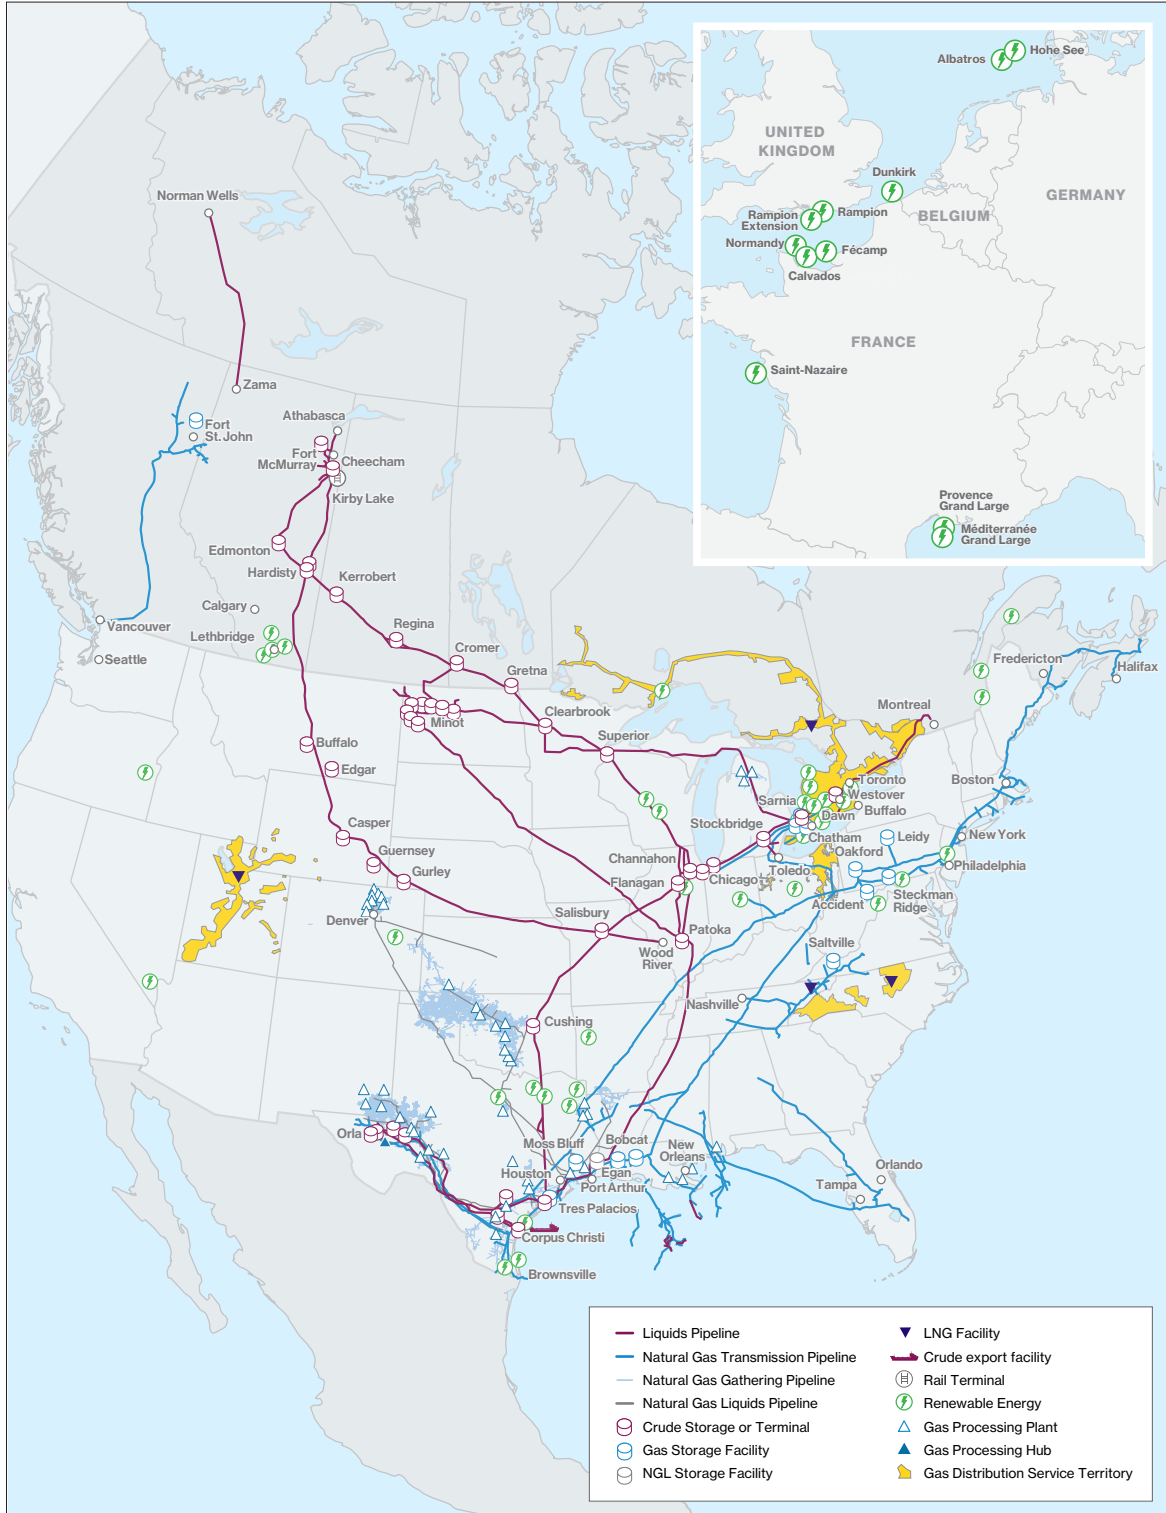 Albatros
Hohe See
UNITED
KINGDOM
Dunkirk
GERMANY
BELGIUM
Rampion
Rampion
Extension
Normandy
Fécamp
Calvados
FRANCE
Saint-Nazaire
Provence
Grand Large
Méditerranée
Grand Large
Norman Wells
Zama
Athabasca
Fort
St. John
Fort
McMurray
Cheecham
Kirby Lake
Edmonton
Hardisty
Kerrobert
Calgary
Vancouver
Lethbridge
Regina
Seattle
Cromer
Fredericton
Halifax
Gretna
Montreal
Clearbrook
Minot
Superior
Buffalo
Edgar
Toronto
Boston
Westover
Sarnia
Buffalo
Dawn
Stockbridge
Casper
Chatham
Leidy
New York
Guernsey
Oakford
Channahon
Philadelphia
Gurley
Toledo
Flanagan
Chicago
Steckman
Ridge
Accident
Denver
Salisbury
Patoka
Saltville
Wood
River
Nashville
Cushing
Orla
Moss Bluff
Bobcat
New
Orleans
Orlando
Houston
Egan
Port Arthur
Tampa
Tres Palacios
Corpus Christi
Brownsville
Liquids Pipeline
Natural Gas Transmission Pipeline
Natural Gas Gathering Pipeline
Natural Gas Liquids Pipeline
Crude Storage or Terminal
Gas Storage Facility
NGL Storage Facility
LNG Facility
Crude export facility
Rail Terminal
Renewable Energy
Gas Processing Plant
Gas Processing Hub
Gas Distribution Service Territory